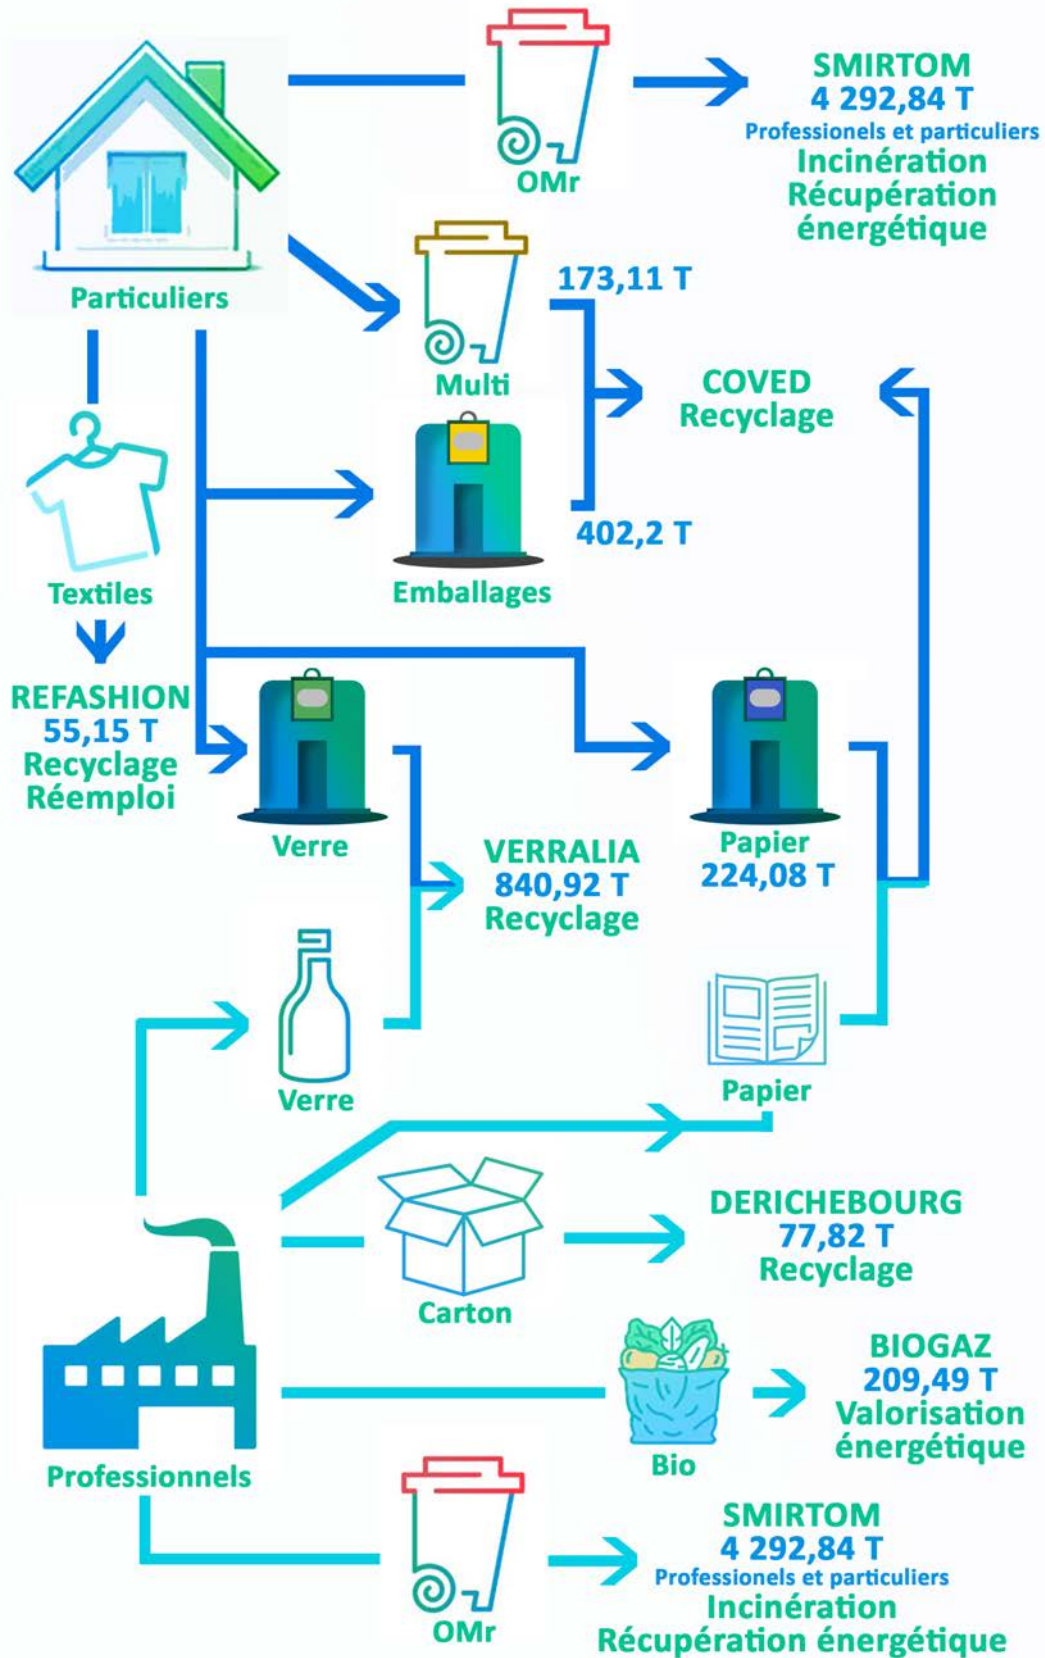 OMr
SMIRTOM
4 292,84 T
Professionels et particuliers
Incinération
Récupération
énergétique
Particuliers
Multi
173,11 T
COVED
Recyclage
402,2 T
Emballages
Textiles
REFASHION
55,15 T
Recyclage
Réemploi
Verre
VERRALIA
840,92 T
Recyclage
Papier
224,08 T
Verre
Papier
Carton
DERICHEBOURG
77,82 T
Recyclage
Bio
BIOGAZ
209,49 T
Valorisation
énergétique
Professionnels
OMr
SMIRTOM
4 292,84 T
Professionels et particuliers
Incinération
Récupération énergétique